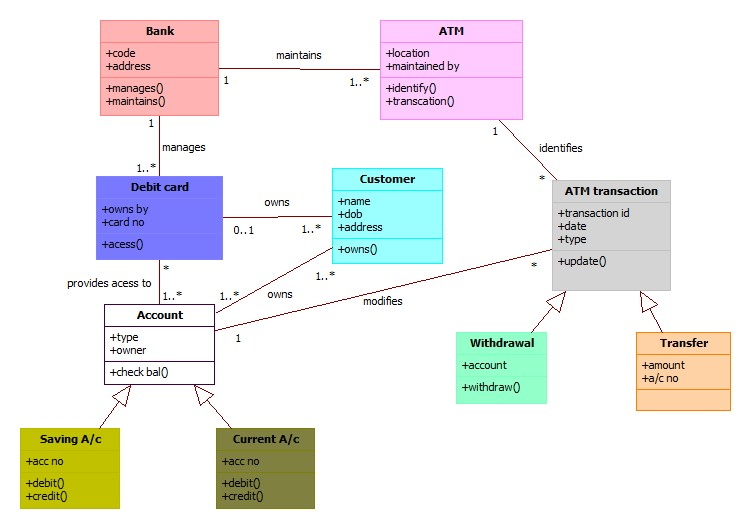 Bank
+code
+address
+manages()
+maintains()
maintains
1
1..*
ATM
+location
+maintained by
+identify()
+transcation()
1
manages
1..*
1
identifies
*
Debit card
+owns by
+card no
+acess()
owns
0..1
1..*
Customer
+name
+dob
+address
+owns()
ATM transaction
+transaction id
+date
+type
+update()
*
provides acess to
1..*
1..*
owns
1..*
modifies
*
1
Account
+type
+owner
+check bal()
Withdrawal
+account
+withdraw()
Transfer
+amount
+a/c no
Saving A/c
+acc no
+debit()
+credit()
Current A/c
+acc no
+debit()
+credit()